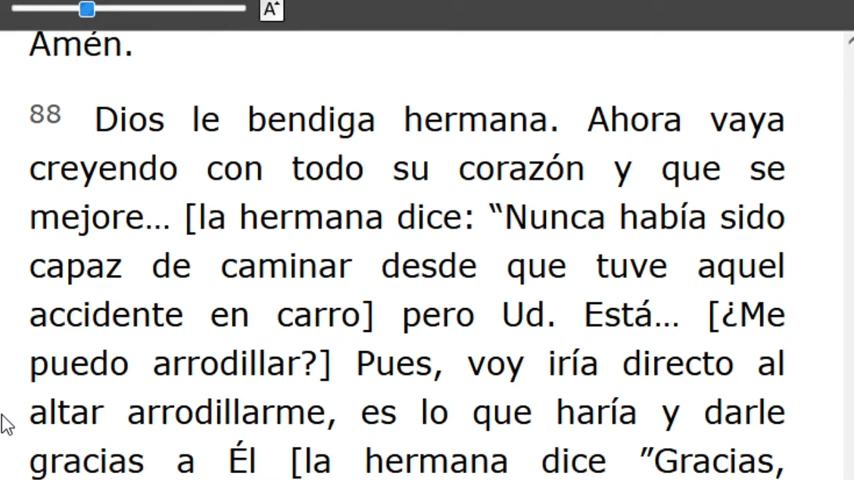 A
Amén.
88 Dios le bendiga hermana. Ahora vaya
creyendo con todo su corazón y que se
mejore… [la hermana dice: “Nunca había sido
capaz de caminar desde que tuve aquel
accidente en carro] pero Ud. Está… [¿Me
puedo arrodillar?] Pues, voy iría directo al
altar arrodillarme, es lo que haría y darle
gracias a Él [la hermana dice ”Gracias,